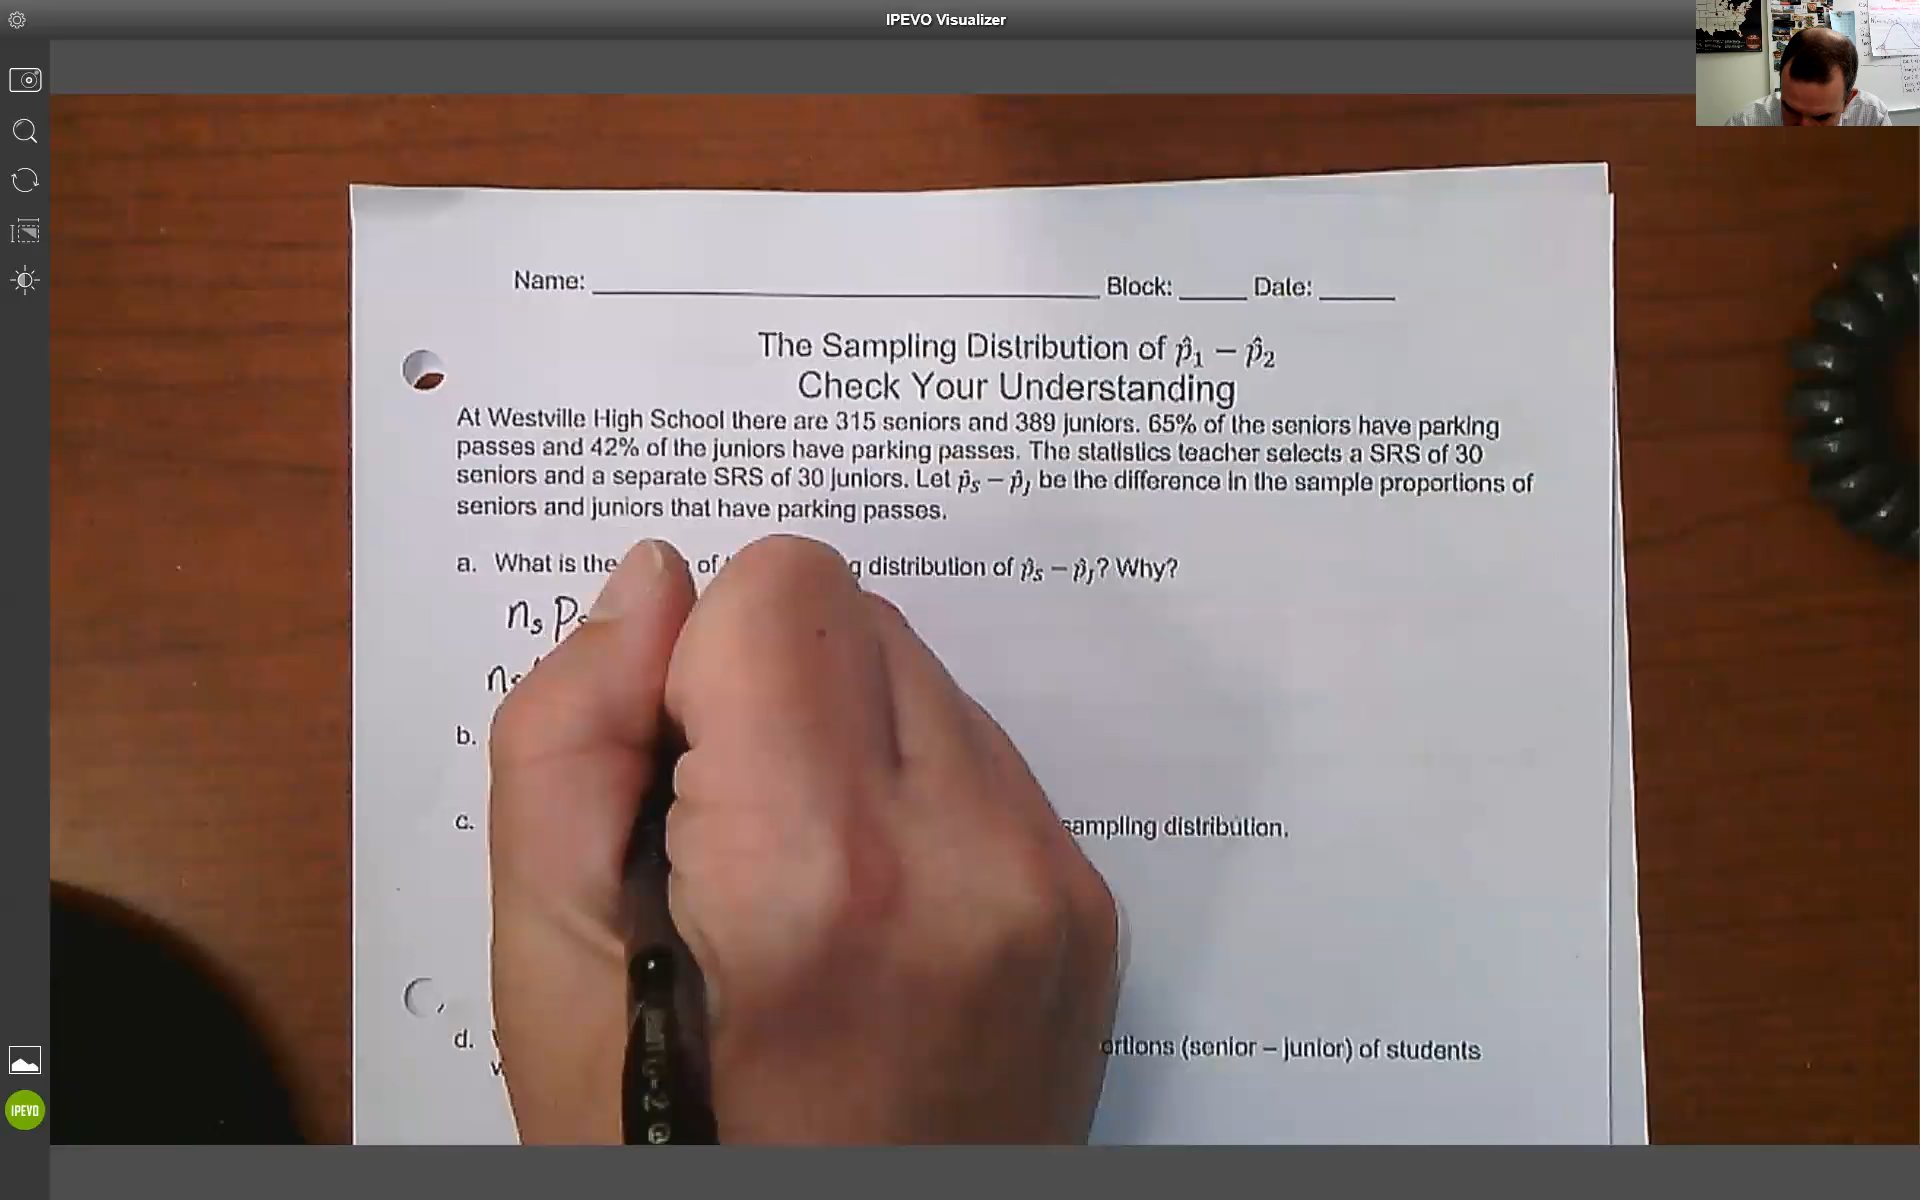 IPEVO Visualizer
Name: Block: Date:
The Sampling Distribution of p̂₁ − p̂₂
Check Your Understanding
At Westville High School there are 315 seniors and 389 juniors. 65% of the seniors have parking
passes and 42% of the juniors have parking passes. The statistics teacher selects a SRS of 30
seniors and a separate SRS of 30 juniors. Let p̂S − p̂J be the difference in the sample proportions of
seniors and juniors that have parking passes.
a. What is the of distribution of p̂S − p̂J? Why?
nₛ pₛ
nₛ
b.
c. sampling distribution.
d. (senior – junior) of students
IPEVO